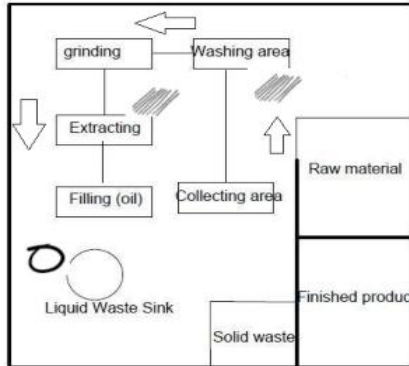 grinding
Washing area
Extracting
Raw material
Filling (oil)
Collecting area
Liquid Waste Sink
Finished produc
Solid waste